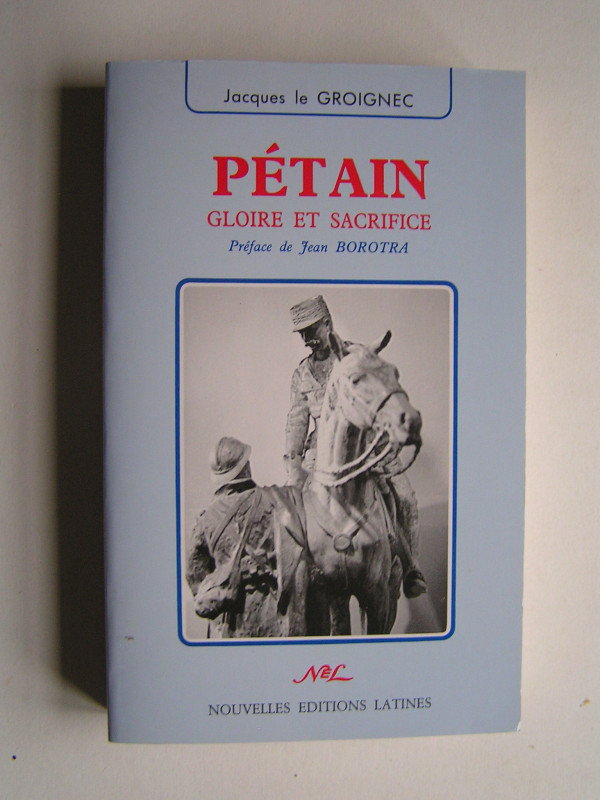 Jacques le GROIGNEC
PÉTAIN
GLOIRE ET SACRIFICE
Préface de Jean BOROTRA
NEL
NOUVELLES EDITIONS LATINES